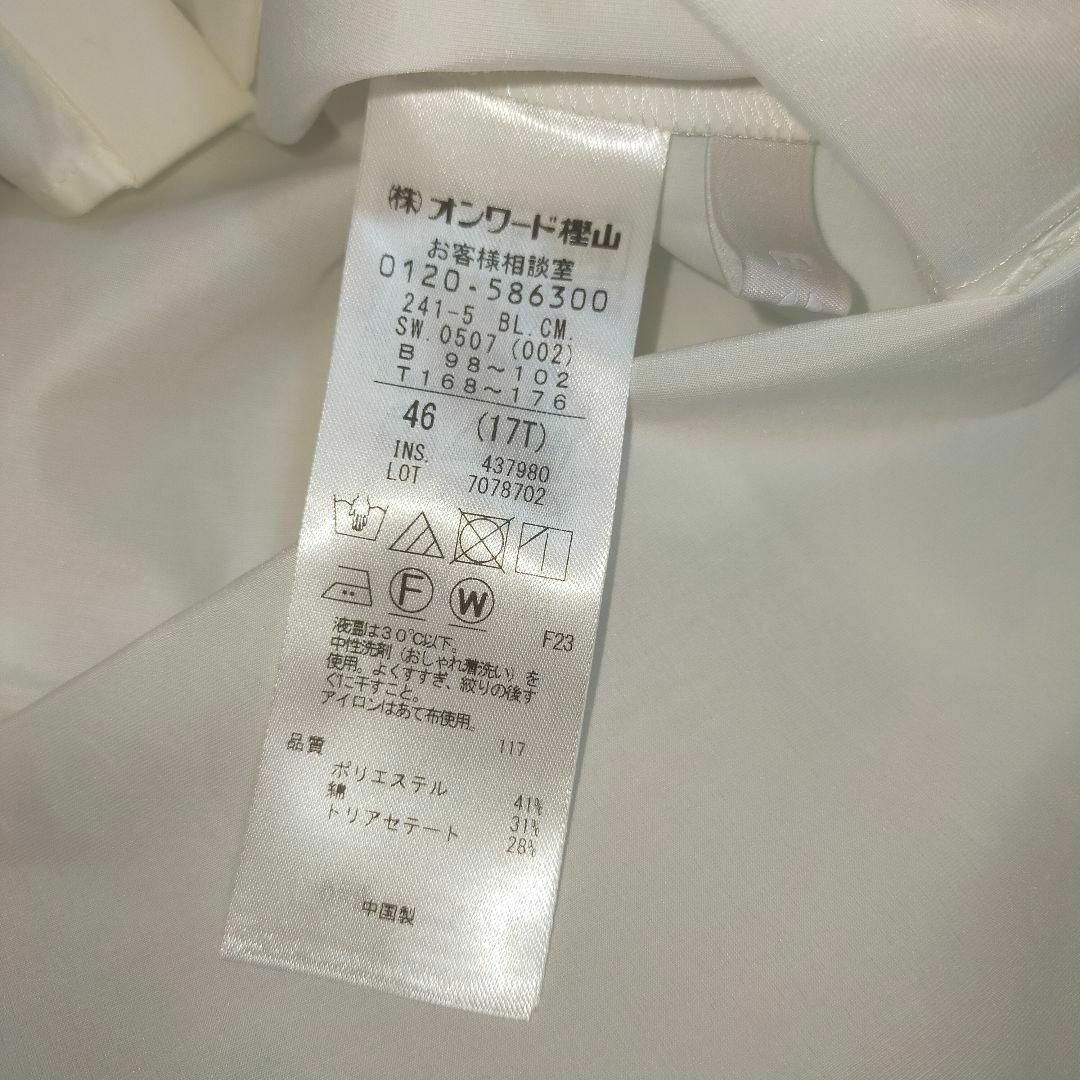 ㈱ オンワード樫山
お客様相談室
0120-586300
241-5 BL.CM.
SW.0507 (002)
B 98～102
T168～176
46 (17T)
INS. 437980
LOT 7078702
F W
F23
液温は30℃以下。
中性洗剤（おしゃれ着洗い）を
使用。よくすすぎ、絞りの後す
ぐに干すこと。
アイロンはあて布使用。
品質 117
ポリエステル 41%
綿 31%
トリアセテート 28%
中国製